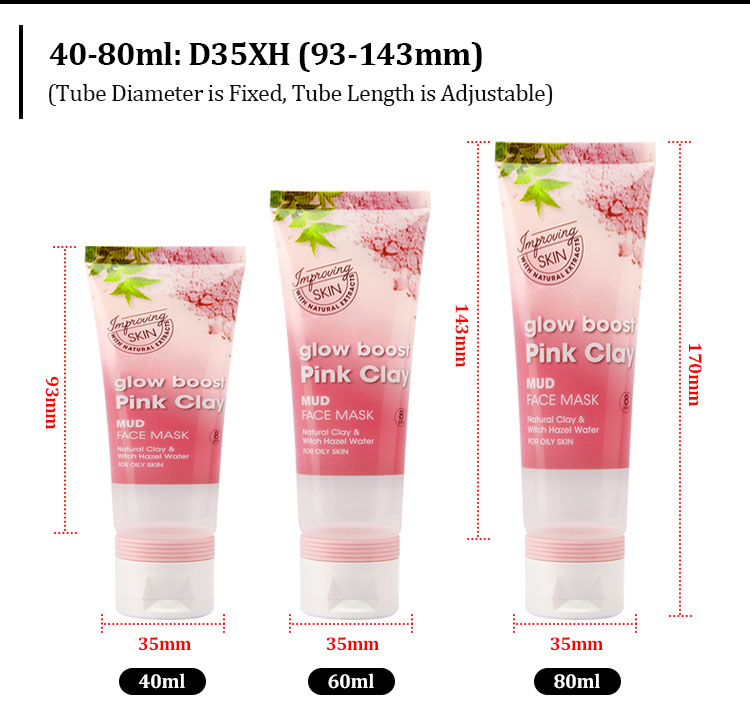 40-80ml: D35XH (93-143mm)
(Tube Diameter is Fixed, Tube Length is Adjustable)
93mm
Improving
SKIN
WITH NATURAL EXTRACTS
glow boost
Pink Clay
MUD
FACE MASK
Natural Clay &
Witch Hazel Water
FOR OILY SKIN
8
35mm
40ml
Improving
SKIN
WITH NATURAL EXTRACTS
glow boost
Pink Clay
MUD
FACE MASK
Natural Clay &
Witch Hazel Water
FOR OILY SKIN
8
35mm
60ml
143mm
Improving
SKIN
WITH NATURAL EXTRACTS
glow boost
Pink Clay
MUD
FACE MASK
Natural Clay &
Witch Hazel Water
FOR OILY SKIN
8
170mm
35mm
80ml